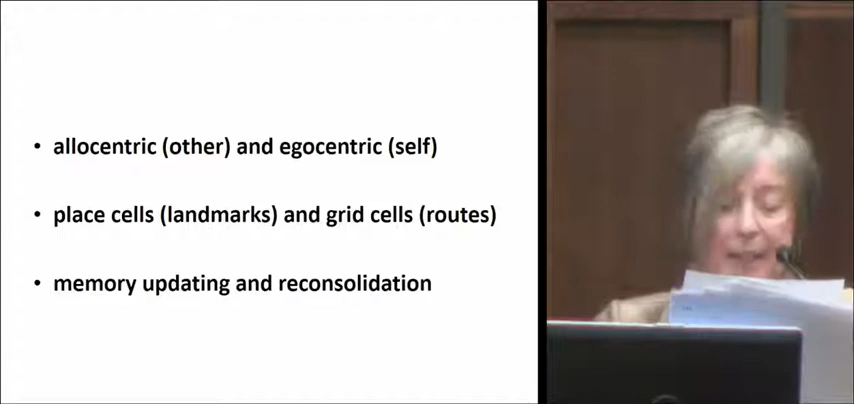 • allocentric (other) and egocentric (self)
• place cells (landmarks) and grid cells (routes)
• memory updating and reconsolidation